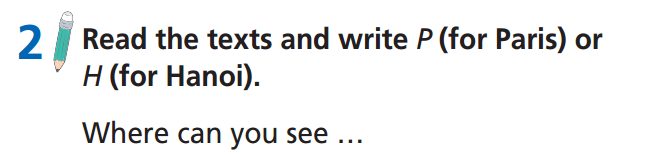 2 Read the texts and write P (for Paris) or
H (for Hanoi).
Where can you see …